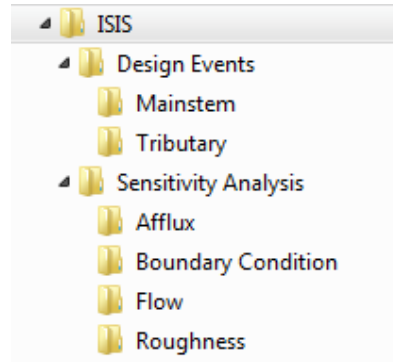 ISIS
Design Events
Mainstem
Tributary
Sensitivity Analysis
Afflux
Boundary Condition
Flow
Roughness